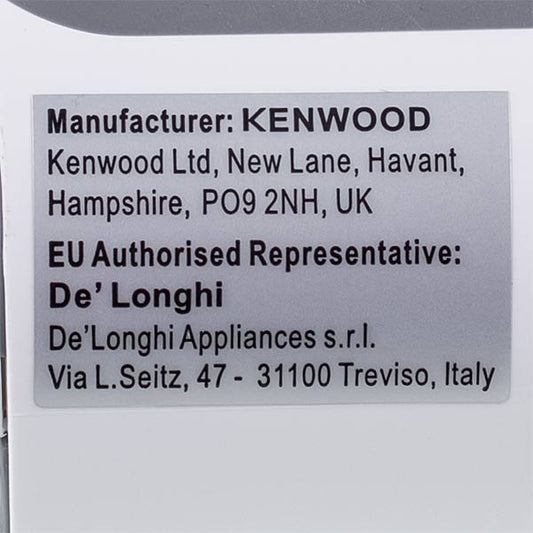 Manufacturer: KENWOOD
Kenwood Ltd, New Lane, Havant,
Hampshire, PO9 2NH, UK
EU Authorised Representative:
De' Longhi
De'Longhi Appliances s.r.l.
Via L.Seitz, 47 - 31100 Treviso, Italy